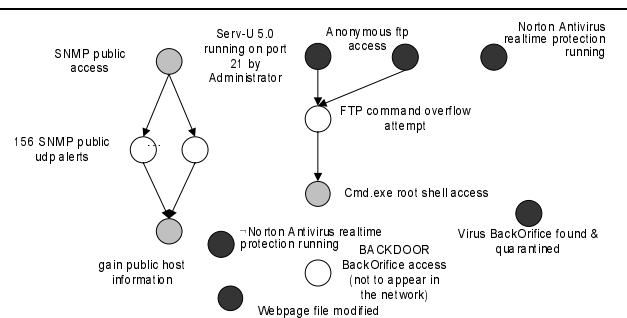 SNMP public
access
Serv-U 5.0
running on port
21 by
Administrator
Anonymous ftp
access
Norton Antivirus
realtime protection
running
156 SNMP public
udp alerts
...
FTP command overflow
attempt
Cmd.exe root shell access
gain public host
information
¬Norton Antivirus realtime
protection running
Virus BackOrifice found &
quarantined
BACKDOOR
BackOrifice access
(not to appear in
the network)
Webpage file modified